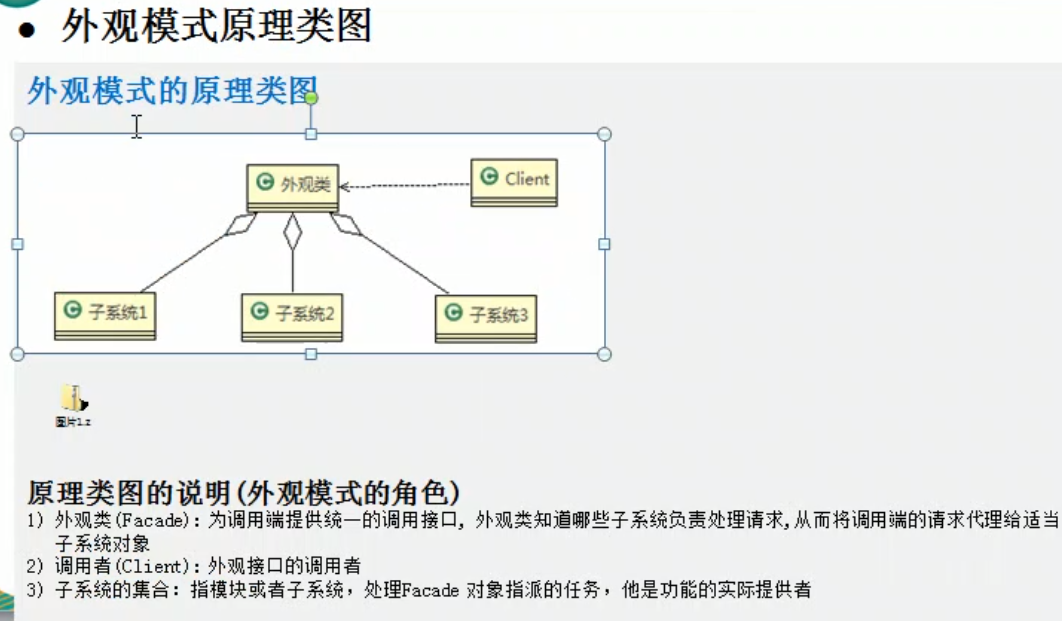 ● 外观模式原理类图
外观模式的原理类图
外观类
Client
子系统1
子系统2
子系统3
图片1.z
原理类图的说明(外观模式的角色)
1) 外观类(Facade): 为调用端提供统一的调用接口, 外观类知道哪些子系统负责处理请求,从而将调用端的请求代理给适当
子系统对象
2) 调用者(Client): 外观接口的调用者
3) 子系统的集合: 指模块或者子系统，处理Facade 对象指派的任务，他是功能的实际提供者